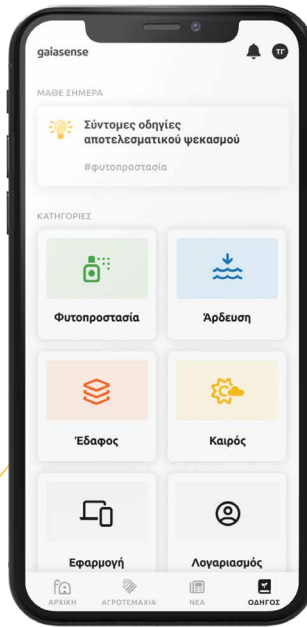 gaiasense
ΤΓ
ΜΑΘΕ ΣΗΜΕΡΑ
Σύντομες οδηγίες
αποτελεσματικού ψεκασμού
#φυτοπροστασία
ΚΑΤΗΓΟΡΙΕΣ
Φυτοπροστασία
Άρδευση
Έδαφος
Καιρός
Εφαρμογή
Λογαριασμός
ΑΡΧΙΚΗ
ΑΓΡΟΤΕΜΑΧΙΑ
ΝΕΑ
ΟΔΗΓΟΣ